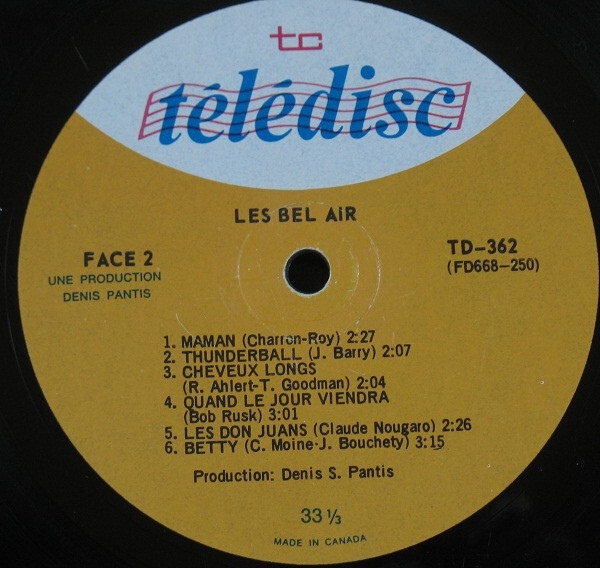 tc
télédisc
LES BEL AiR
FACE 2
UNE PRODUCTION
DENIS PANTIS
TD-362
(FD668-250)
1. MAMAN (Charron-Roy) 2:27
2. THUNDERBALL (J. Barry) 2:07
3. CHEVEUX LONGS
(R. Ahlert-T. Goodman) 2:04
4. QUAND LE JOUR VIENDRA
(Bob Rusk) 3:01
5. LES DON JUANS (Claude Nougaro) 2:26
6. BETTY (C. Moine-J. Bouchety) 3:15
Production: Denis S. Pantis
33 ⅓
MADE IN CANADA